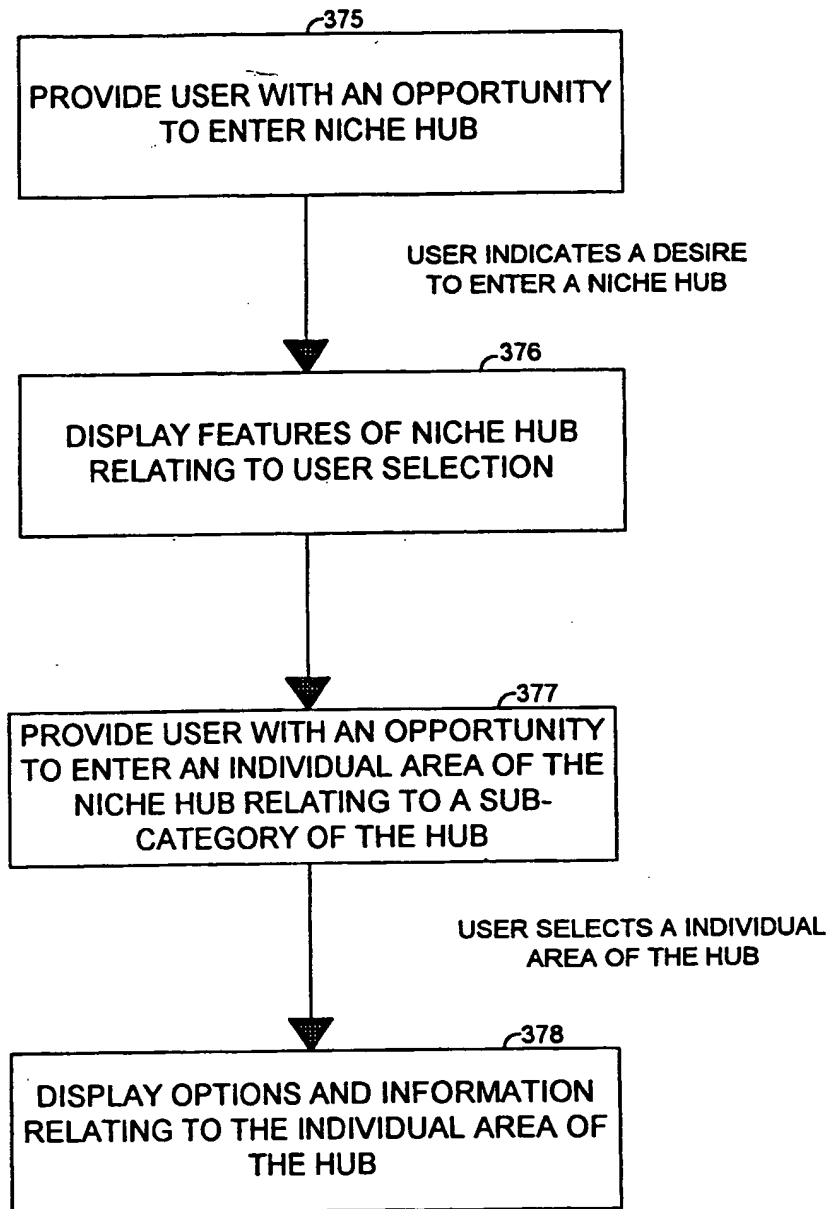 375
PROVIDE USER WITH AN OPPORTUNITY
TO ENTER NICHE HUB
USER INDICATES A DESIRE
TO ENTER A NICHE HUB
376
DISPLAY FEATURES OF NICHE HUB
RELATING TO USER SELECTION
377
PROVIDE USER WITH AN OPPORTUNITY
TO ENTER AN INDIVIDUAL AREA OF THE
NICHE HUB RELATING TO A SUB-
CATEGORY OF THE HUB
USER SELECTS A INDIVIDUAL
AREA OF THE HUB
378
DISPLAY OPTIONS AND INFORMATION
RELATING TO THE INDIVIDUAL AREA OF
THE HUB